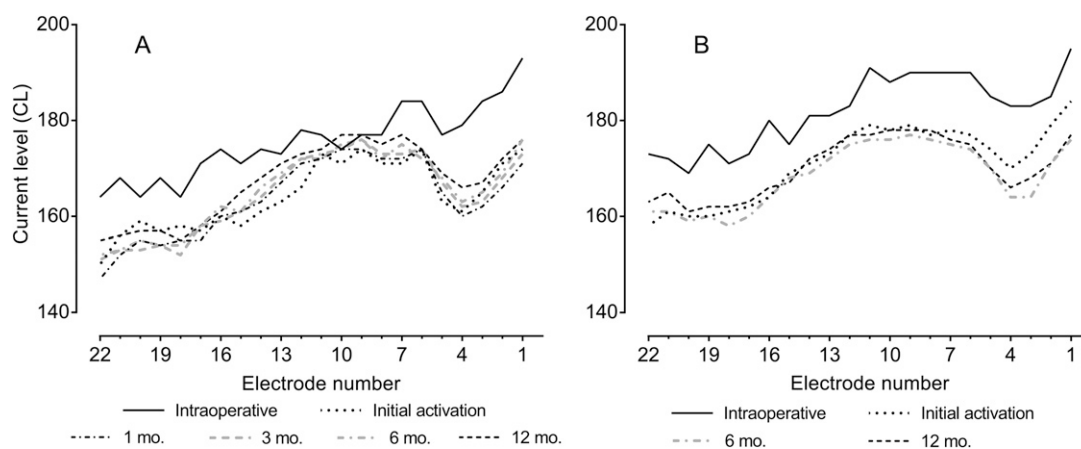 A
B
Current level (CL)
200
180
160
140
22 19 16 13 10 7 4 1
Electrode number
Intraoperative Initial activation
1 mo. 3 mo. 6 mo. 12 mo.
200
180
160
140
22 19 16 13 10 7 4 1
Electrode number
Intraoperative Initial activation
6 mo. 12 mo.